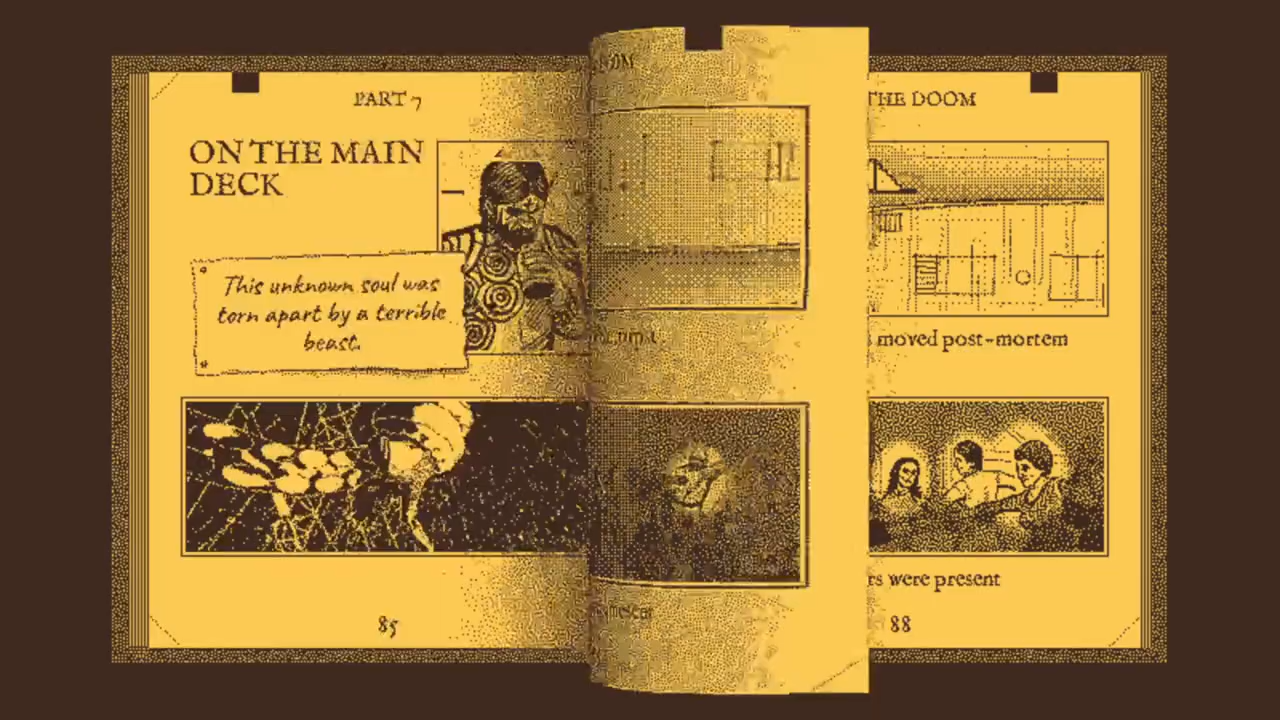 PART 7
ON THE MAIN
DECK
This unknown soul was
torn apart by a terrible
beast.
85
THE DOOM
moved post-mortem
were present
88